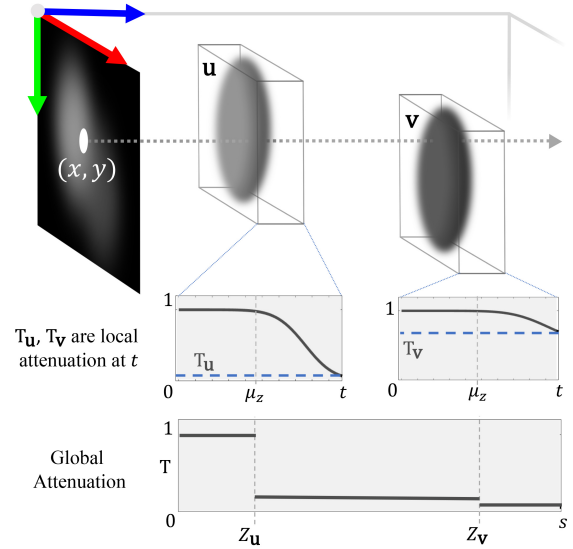 u
v
(x, y)
T_u, T_v are local
attenuation at t
1
T_u
0
μ_z
t
1
T_v
0
μ_z
t
Global
Attenuation
1
T
0
Z_u
Z_v
s